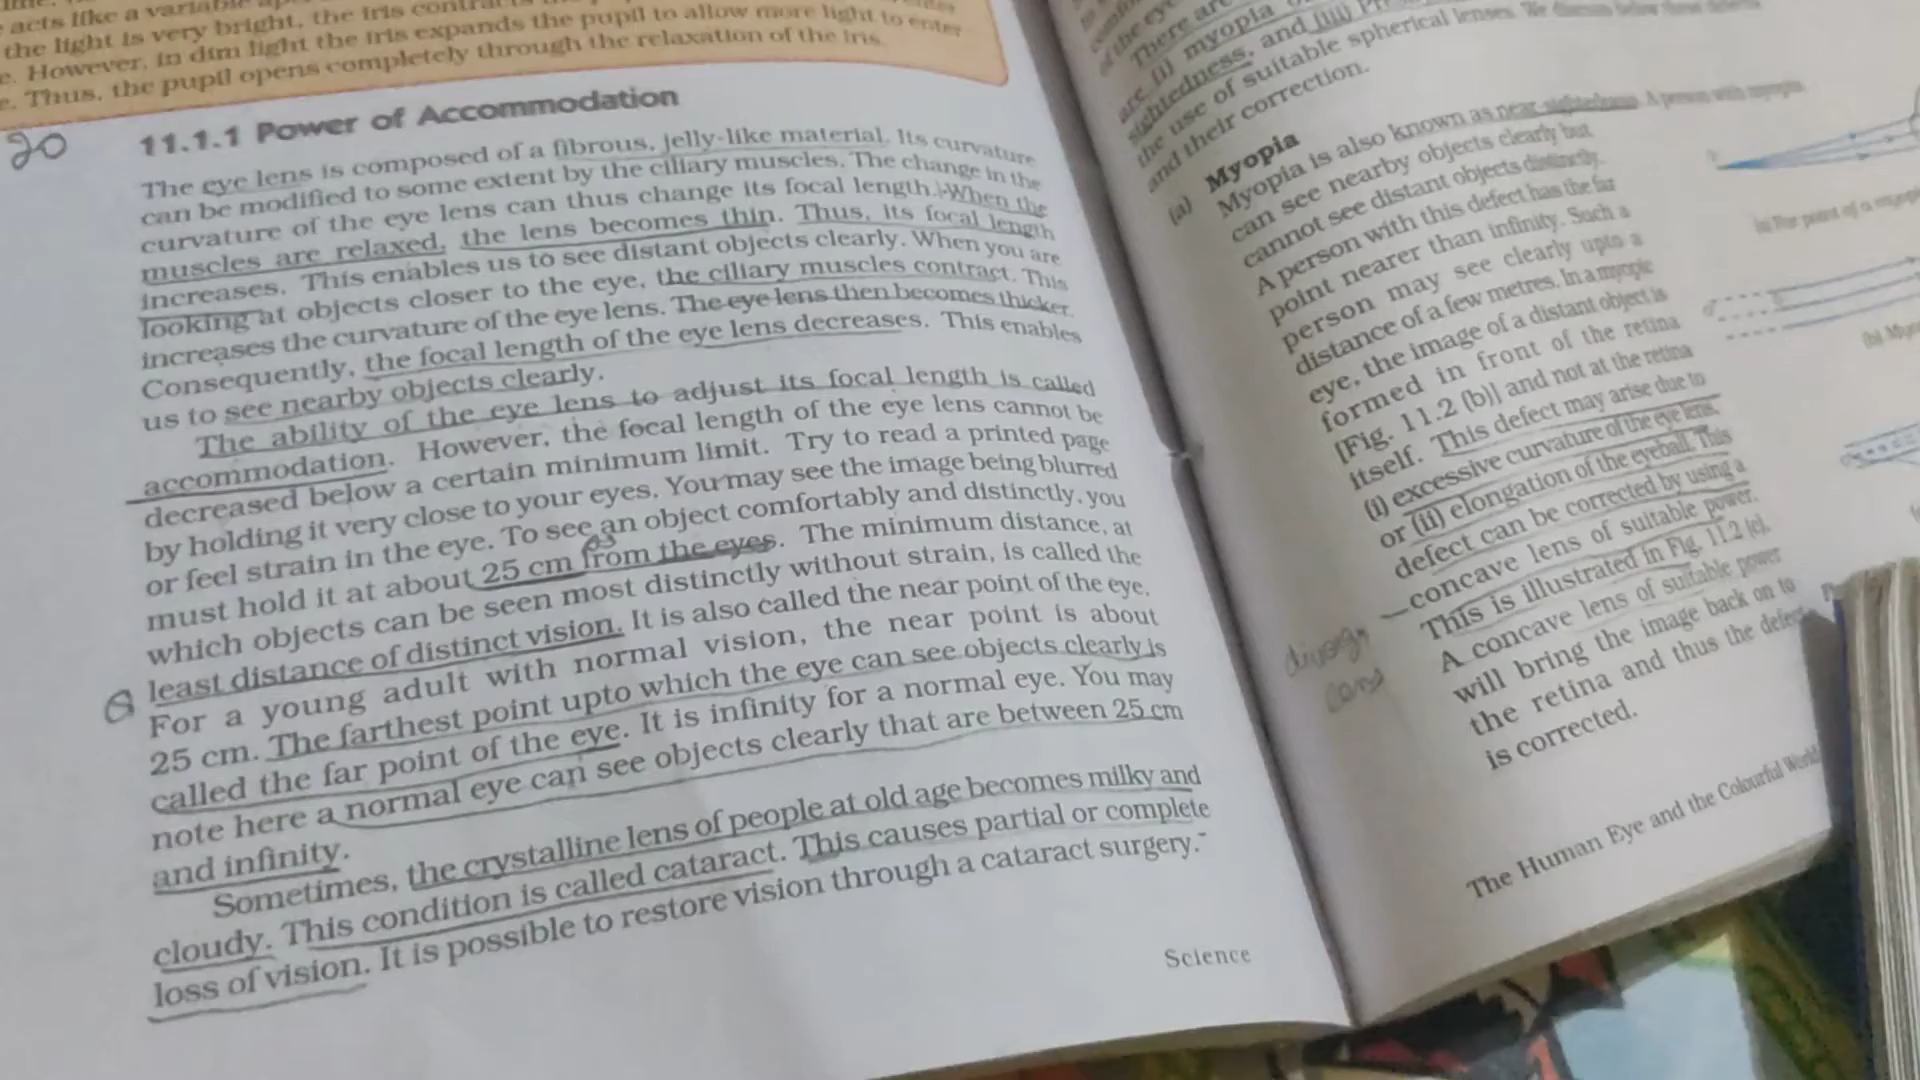 acts like a variable
the light is very bright, the iris contracts the
e. However, in dim light the iris expands the pupil to allow more light to enter
e. Thus, the pupil opens completely through the relaxation of the iris.
20
11.1.1 Power of Accommodation
The eye lens is composed of a fibrous, jelly-like material. Its curvature
can be modified to some extent by the ciliary muscles. The change in the
curvature of the eye lens can thus change its focal length. When the
muscles are relaxed, the lens becomes thin. Thus, its focal length
increases. This enables us to see distant objects clearly. When you are
looking at objects closer to the eye, the ciliary muscles contract. This
increases the curvature of the eye lens. The eye lens then becomes thicker.
Consequently, the focal length of the eye lens decreases. This enables
us to see nearby objects clearly.
The ability of the eye lens to adjust its focal length is called
accommodation. However, the focal length of the eye lens cannot be
decreased below a certain minimum limit. Try to read a printed page
by holding it very close to your eyes. You may see the image being blurred
or feel strain in the eye. To see an object comfortably and distinctly, you
must hold it at about 25 cm from the eyes. The minimum distance, at
which objects can be seen most distinctly without strain, is called the
least distance of distinct vision. It is also called the near point of the eye.
For a young adult with normal vision, the near point is about
25 cm. The farthest point upto which the eye can see objects clearly is
called the far point of the eye. It is infinity for a normal eye. You may
note here a normal eye can see objects clearly that are between 25 cm
and infinity.
Sometimes, the crystalline lens of people at old age becomes milky and
cloudy. This condition is called cataract. This causes partial or complete
loss of vision. It is possible to restore vision through a cataract surgery.
Science
of the eye
There are
are (i) myopia
sightedness, and (iii)
the use of suitable spherical lenses. We discuss below these defects
and their correction.
(a) Myopia
Myopia is also known as near-sightedness. A person with myopia
can see nearby objects clearly but
cannot see distant objects distinctly.
A person with this defect has the far
point nearer than infinity. Such a
person may see clearly upto a
distance of a few metres. In a myopic
eye, the image of a distant object is
formed in front of the retina
[Fig. 11.2 (b)] and not at the retina
itself. This defect may arise due to
(i) excessive curvature of the eye lens,
or (ii) elongation of the eyeball. This
defect can be corrected by using a
concave lens of suitable power.
This is illustrated in Fig. 11.2 (c).
A concave lens of suitable power
will bring the image back on to
the retina and thus the defect
is corrected.
(a) Far point of a myopic
(b) Myo
The Human Eye and the Colourful World